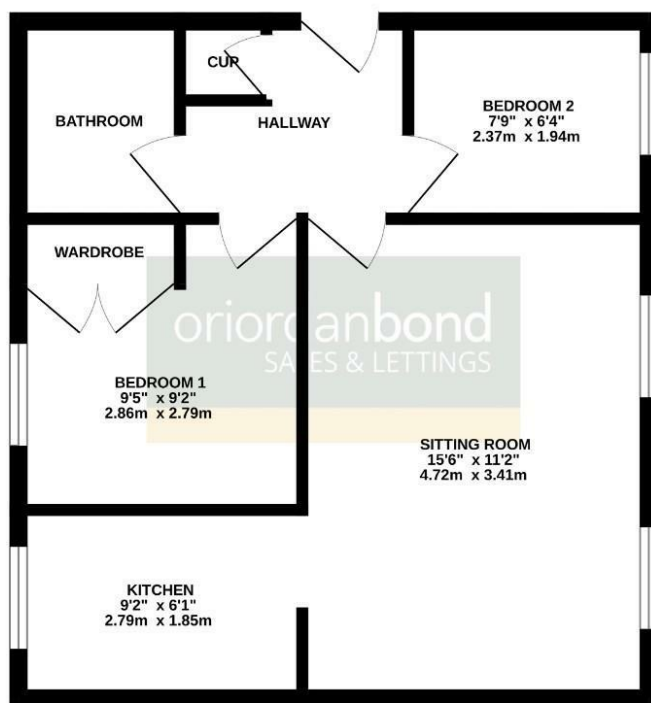 CUP
BATHROOM
HALLWAY
BEDROOM 2
7'9" x 6'4"
2.37m x 1.94m
WARDROBE
oriordanbond
SALES & LETTINGS
BEDROOM 1
9'5" x 9'2"
2.86m x 2.79m
SITTING ROOM
15'6" x 11'2"
4.72m x 3.41m
KITCHEN
9'2" x 6'1"
2.79m x 1.85m